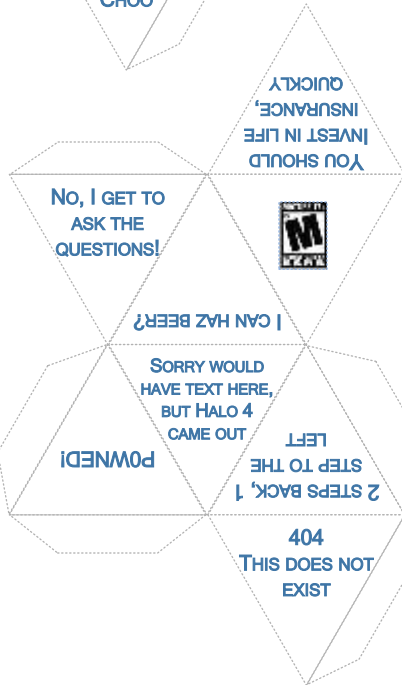 CHOO
YOU SHOULD
INVEST IN LIFE
INSURANCE,
QUICKLY
NO, I GET TO
ASK THE
QUESTIONS!
M
I CAN HAZ BEER?
SORRY WOULD
HAVE TEXT HERE,
BUT HALO 4
CAME OUT
P0WNED!
2 STEPS BACK, 1
STEP TO THE
LEFT
404
THIS DOES NOT
EXIST